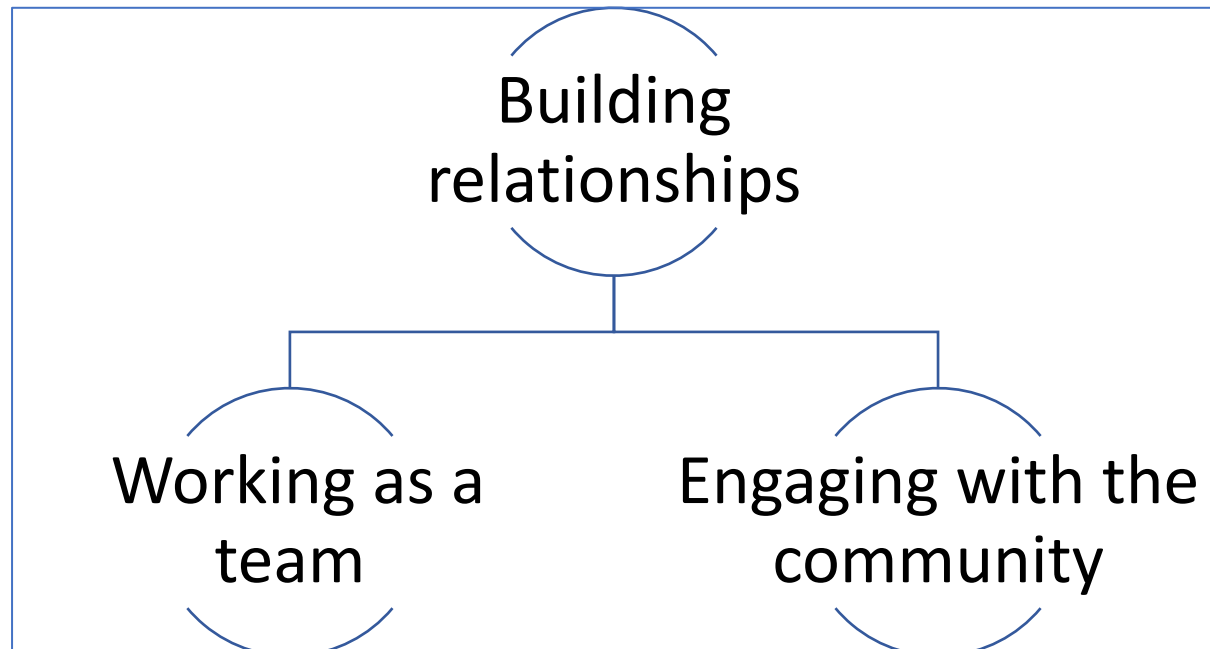 Building
relationships
Working as a
team
Engaging with the
community